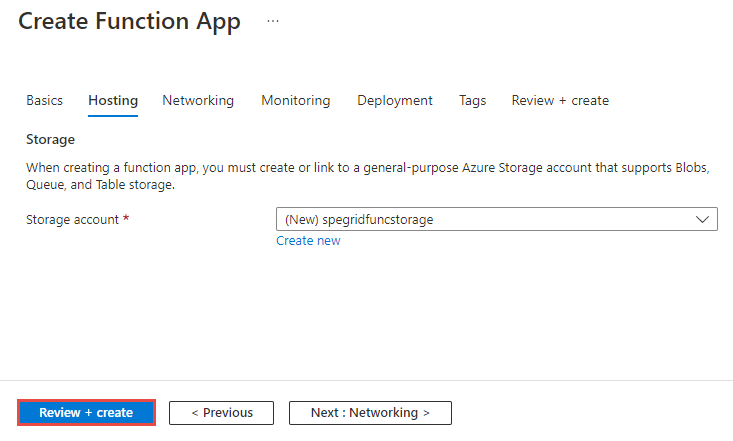 Create Function App ...
Basics Hosting Networking Monitoring Deployment Tags Review + create
Storage
When creating a function app, you must create or link to a general-purpose Azure Storage account that supports Blobs,
Queue, and Table storage.
Storage account * (New) spegridfuncstorage
Create new
Review + create < Previous Next : Networking >